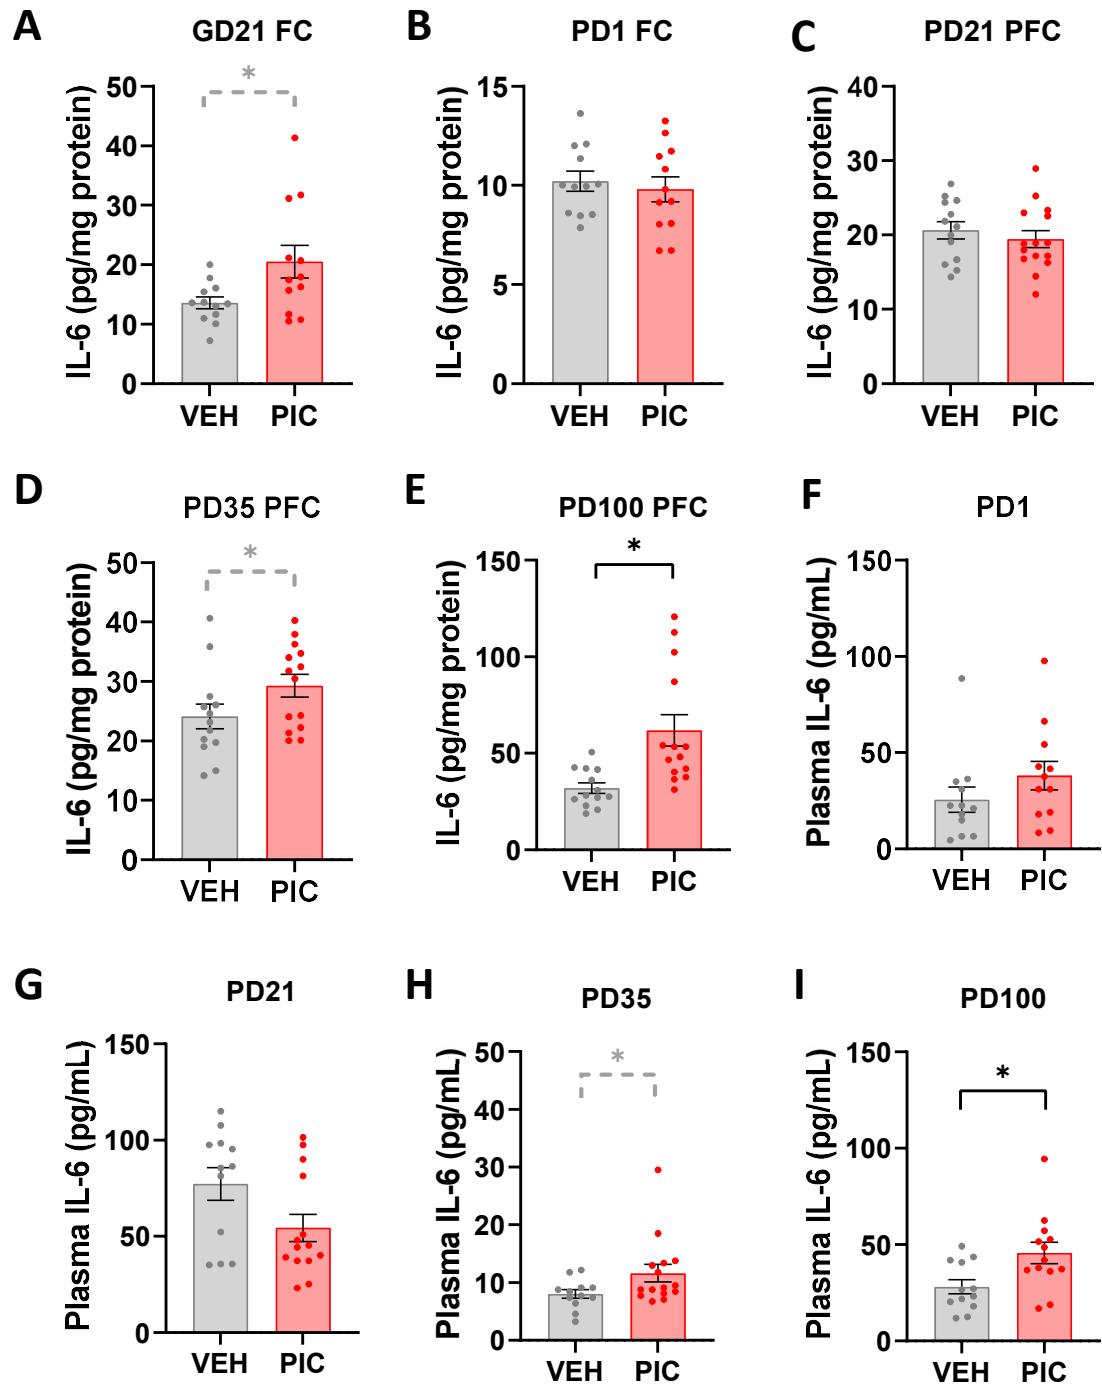 A
GD21 FC
*
IL-6 (pg/mg protein)
50
40
30
20
10
0
VEH PIC
B
PD1 FC
IL-6 (pg/mg protein)
15
10
5
0
VEH PIC
C
PD21 PFC
IL-6 (pg/mg protein)
40
30
20
10
0
VEH PIC
D
PD35 PFC
*
IL-6 (pg/mg protein)
50
40
30
20
10
0
VEH PIC
E
PD100 PFC
*
IL-6 (pg/mg protein)
150
100
50
0
VEH PIC
F
PD1
Plasma IL-6 (pg/mL)
150
100
50
0
VEH PIC
G
PD21
Plasma IL-6 (pg/mL)
150
100
50
0
VEH PIC
H
PD35
*
Plasma IL-6 (pg/mL)
50
40
30
20
10
0
VEH PIC
I
PD100
*
Plasma IL-6 (pg/mL)
150
100
50
0
VEH PIC